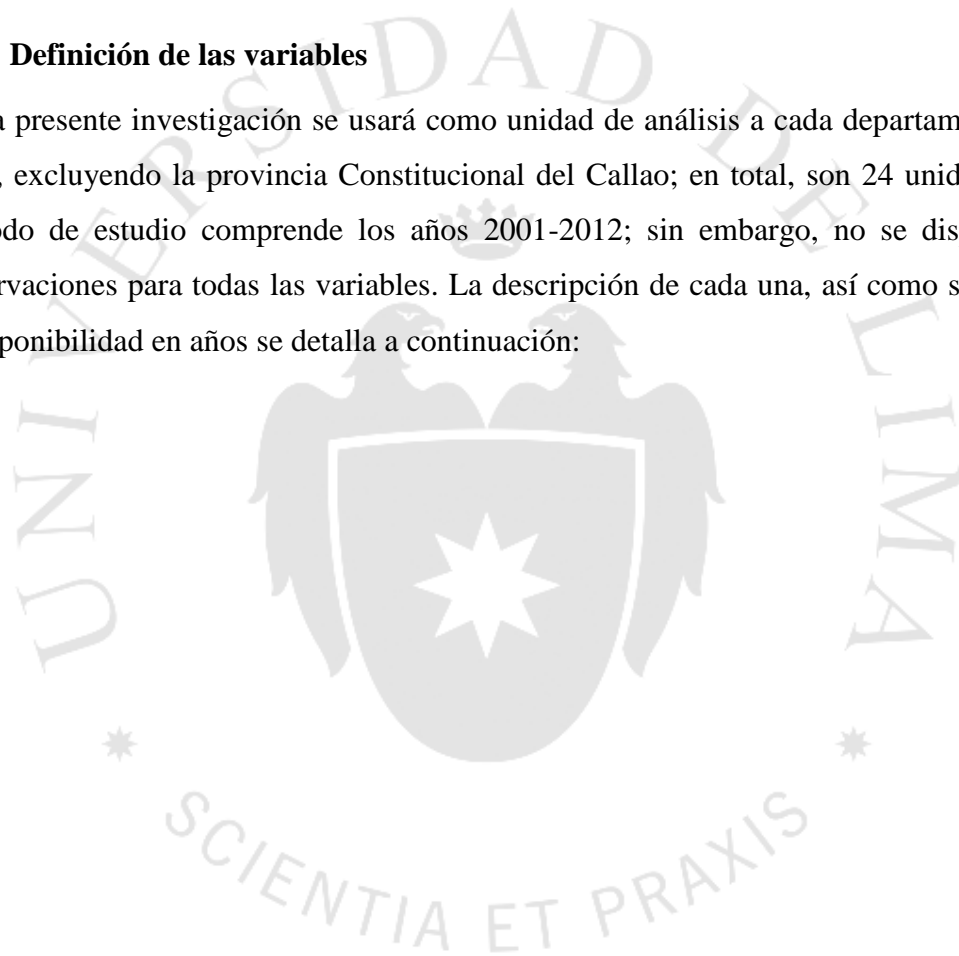 Definición de las variables
a presente investigación se usará como unidad de análisis a cada departam
, excluyendo la provincia Constitucional del Callao; en total, son 24 unid
odo de estudio comprende los años 2001-2012; sin embargo, no se dis
rvaciones para todas las variables. La descripción de cada una, así como s
ponibilidad en años se detalla a continuación:
UNIVERSIDAD DE LIMA
SCIENTIA ET PRAXIS